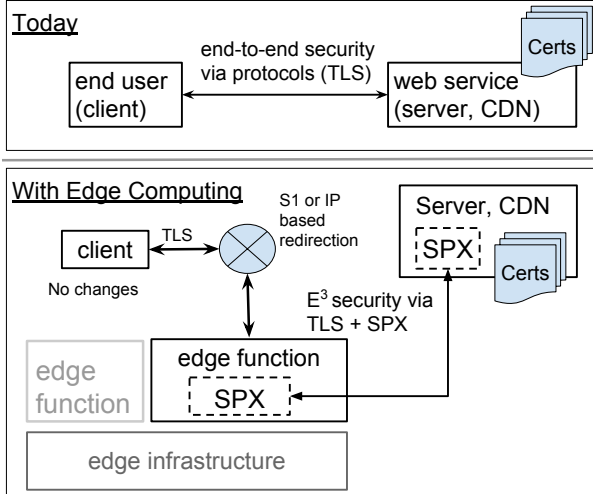 Today
Certs
end-to-end security
via protocols (TLS)
end user
(client)
web service
(server, CDN)
With Edge Computing
S1 or IP
based
redirection
Server, CDN
SPX
Certs
client
TLS
No changes
E³ security via
TLS + SPX
edge function
SPX
edge
function
edge infrastructure